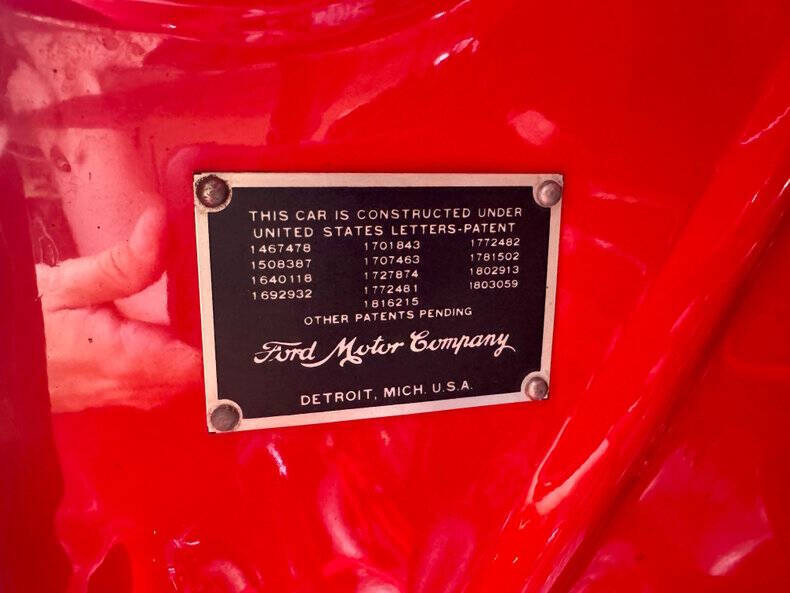 THIS CAR IS CONSTRUCTED UNDER
UNITED STATES LETTERS-PATENT
1467478 1701843 1772482
1508387 1707463 1781502
1640118 1727874 1802913
1692932 1772481 1803059
1816215
OTHER PATENTS PENDING
Ford Motor Company
DETROIT, MICH. U.S.A.